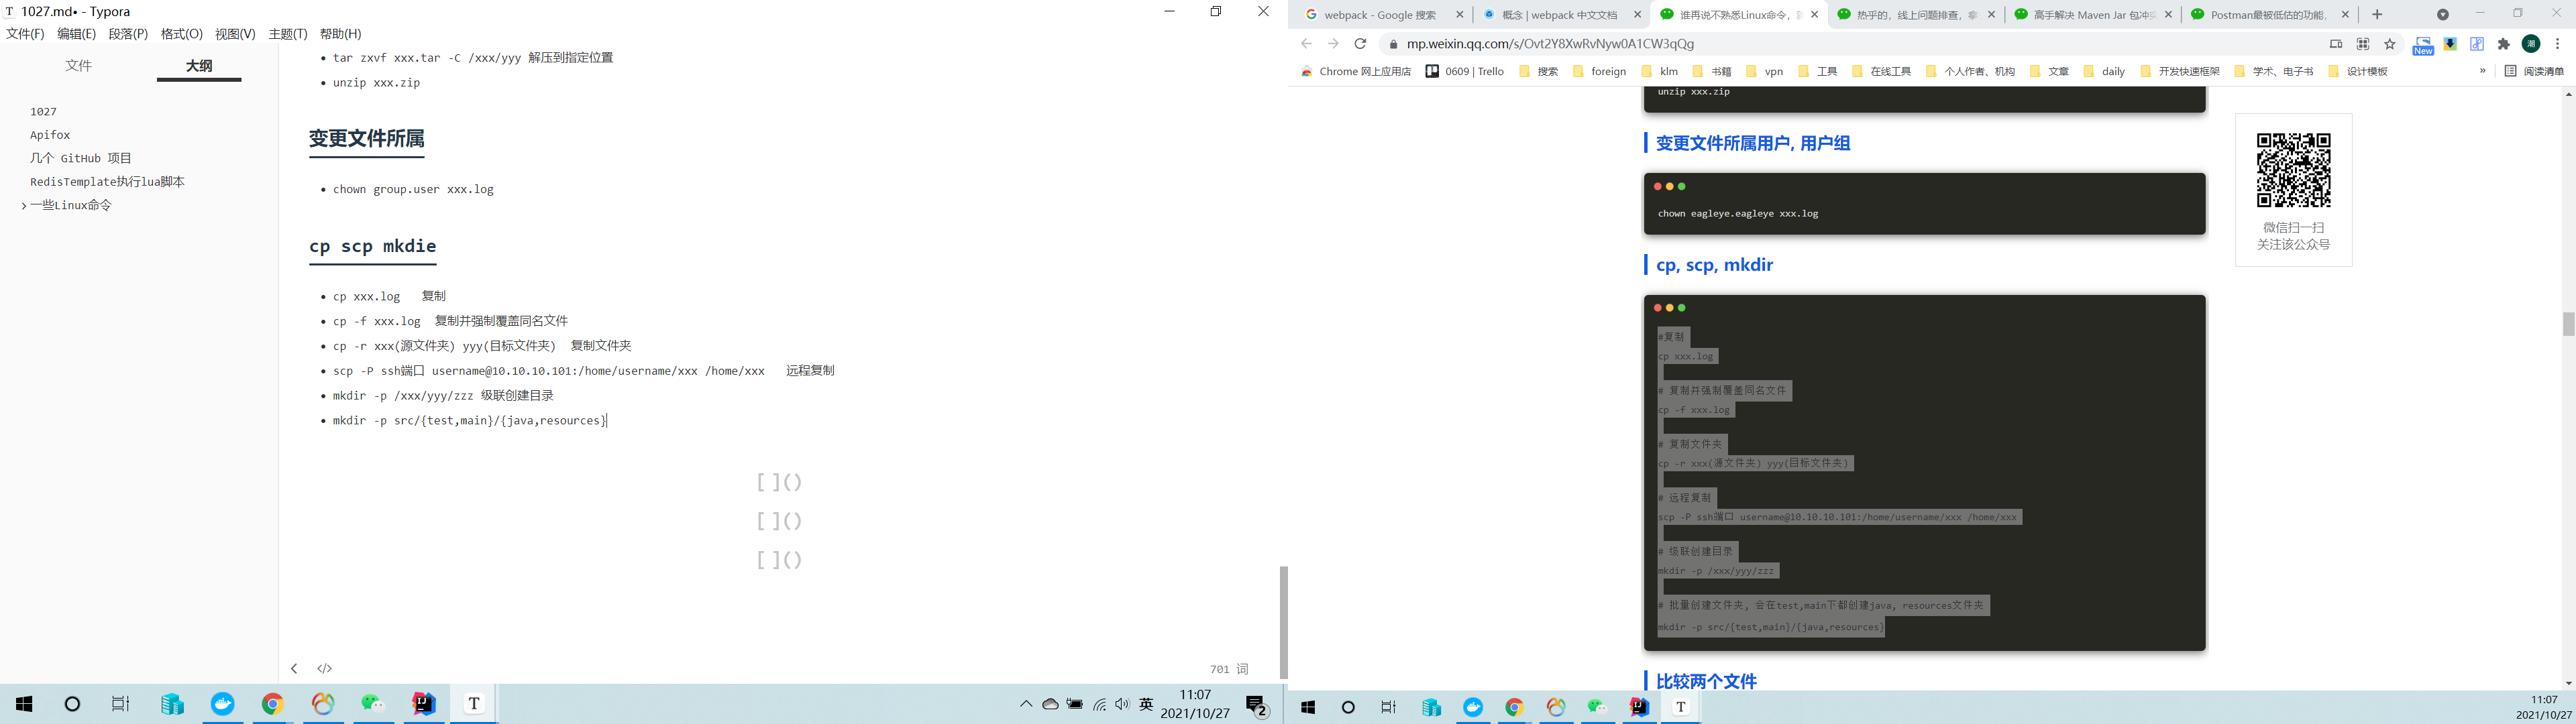 1027.md• - Typora
文件(F) 编辑(E) 段落(P) 格式(O) 视图(V) 主题(T) 帮助(H)
文件 大纲
1027
Apifox
几个 GitHub 项目
RedisTemplate执行lua脚本
一些Linux命令
tar zxvf xxx.tar -C /xxx/yyy 解压到指定位置
unzip xxx.zip
变更文件所属
chown group.user xxx.log
cp scp mkdie
cp xxx.log 复制
cp -f xxx.log 复制并强制覆盖同名文件
cp -r xxx(源文件夹) yyy(目标文件夹) 复制文件夹
scp -P ssh端口 username@10.10.10.101:/home/username/xxx /home/xxx 远程复制
mkdir -p /xxx/yyy/zzz 级联创建目录
mkdir -p src/{test,main}/{java,resources}
[ ]()
[ ]()
[ ]()
701 词
英
11:07
2021/10/27
2
webpack - Google 搜索
概念 | webpack 中文文档
谁再说不熟悉Linux命令，
热乎的，线上问题排查，
高手解决 Maven Jar 包冲
Postman最被低估的功能，
mp.weixin.qq.com/s/Ovt2Y8XwRvNyw0A1CW3qQg
New
潮
Chrome 网上应用店 0609 | Trello 搜索 foreign klm 书籍 vpn 工具 在线工具 个人作者、机构 文章 daily 开发快速框架 学术、电子书 设计模板 » 阅读清单
unzip xxx.zip
变更文件所属用户, 用户组
chown eagleye.eagleye xxx.log
cp, scp, mkdir
#复制
cp xxx.log
# 复制并强制覆盖同名文件
cp -f xxx.log
# 复制文件夹
cp -r xxx(源文件夹) yyy(目标文件夹)
# 远程复制
scp -P ssh端口 username@10.10.10.101:/home/username/xxx /home/xxx
# 级联创建目录
mkdir -p /xxx/yyy/zzz
# 批量创建文件夹, 会在test,main下都创建java, resources文件夹
mkdir -p src/{test,main}/{java,resources}
比较两个文件
微信扫一扫
关注该公众号
11:07
2021/10/27